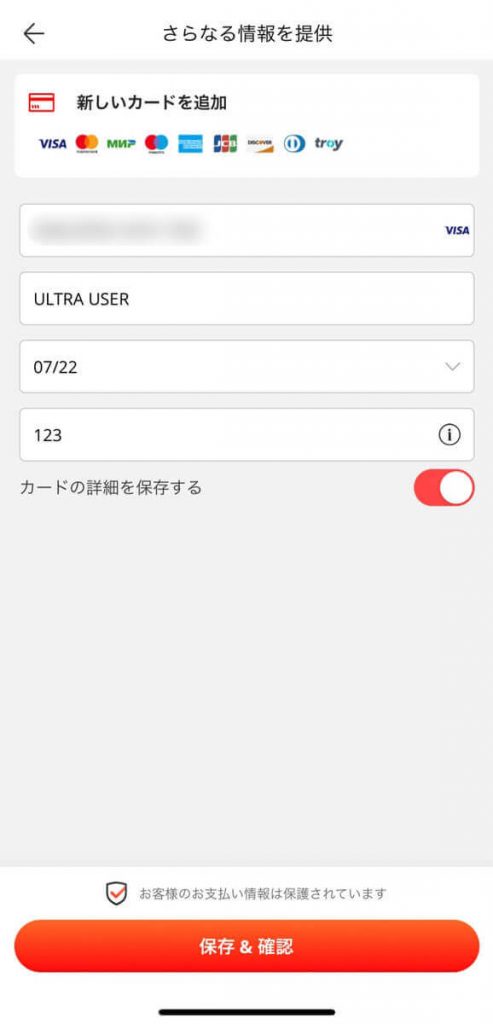 さらなる情報を提供
新しいカードを追加
VISA mastercard МИР maestro JCB DISCOVER troy
VISA
ULTRA USER
07/22
123
カードの詳細を保存する
お客様のお支払い情報は保護されています
保存 & 確認